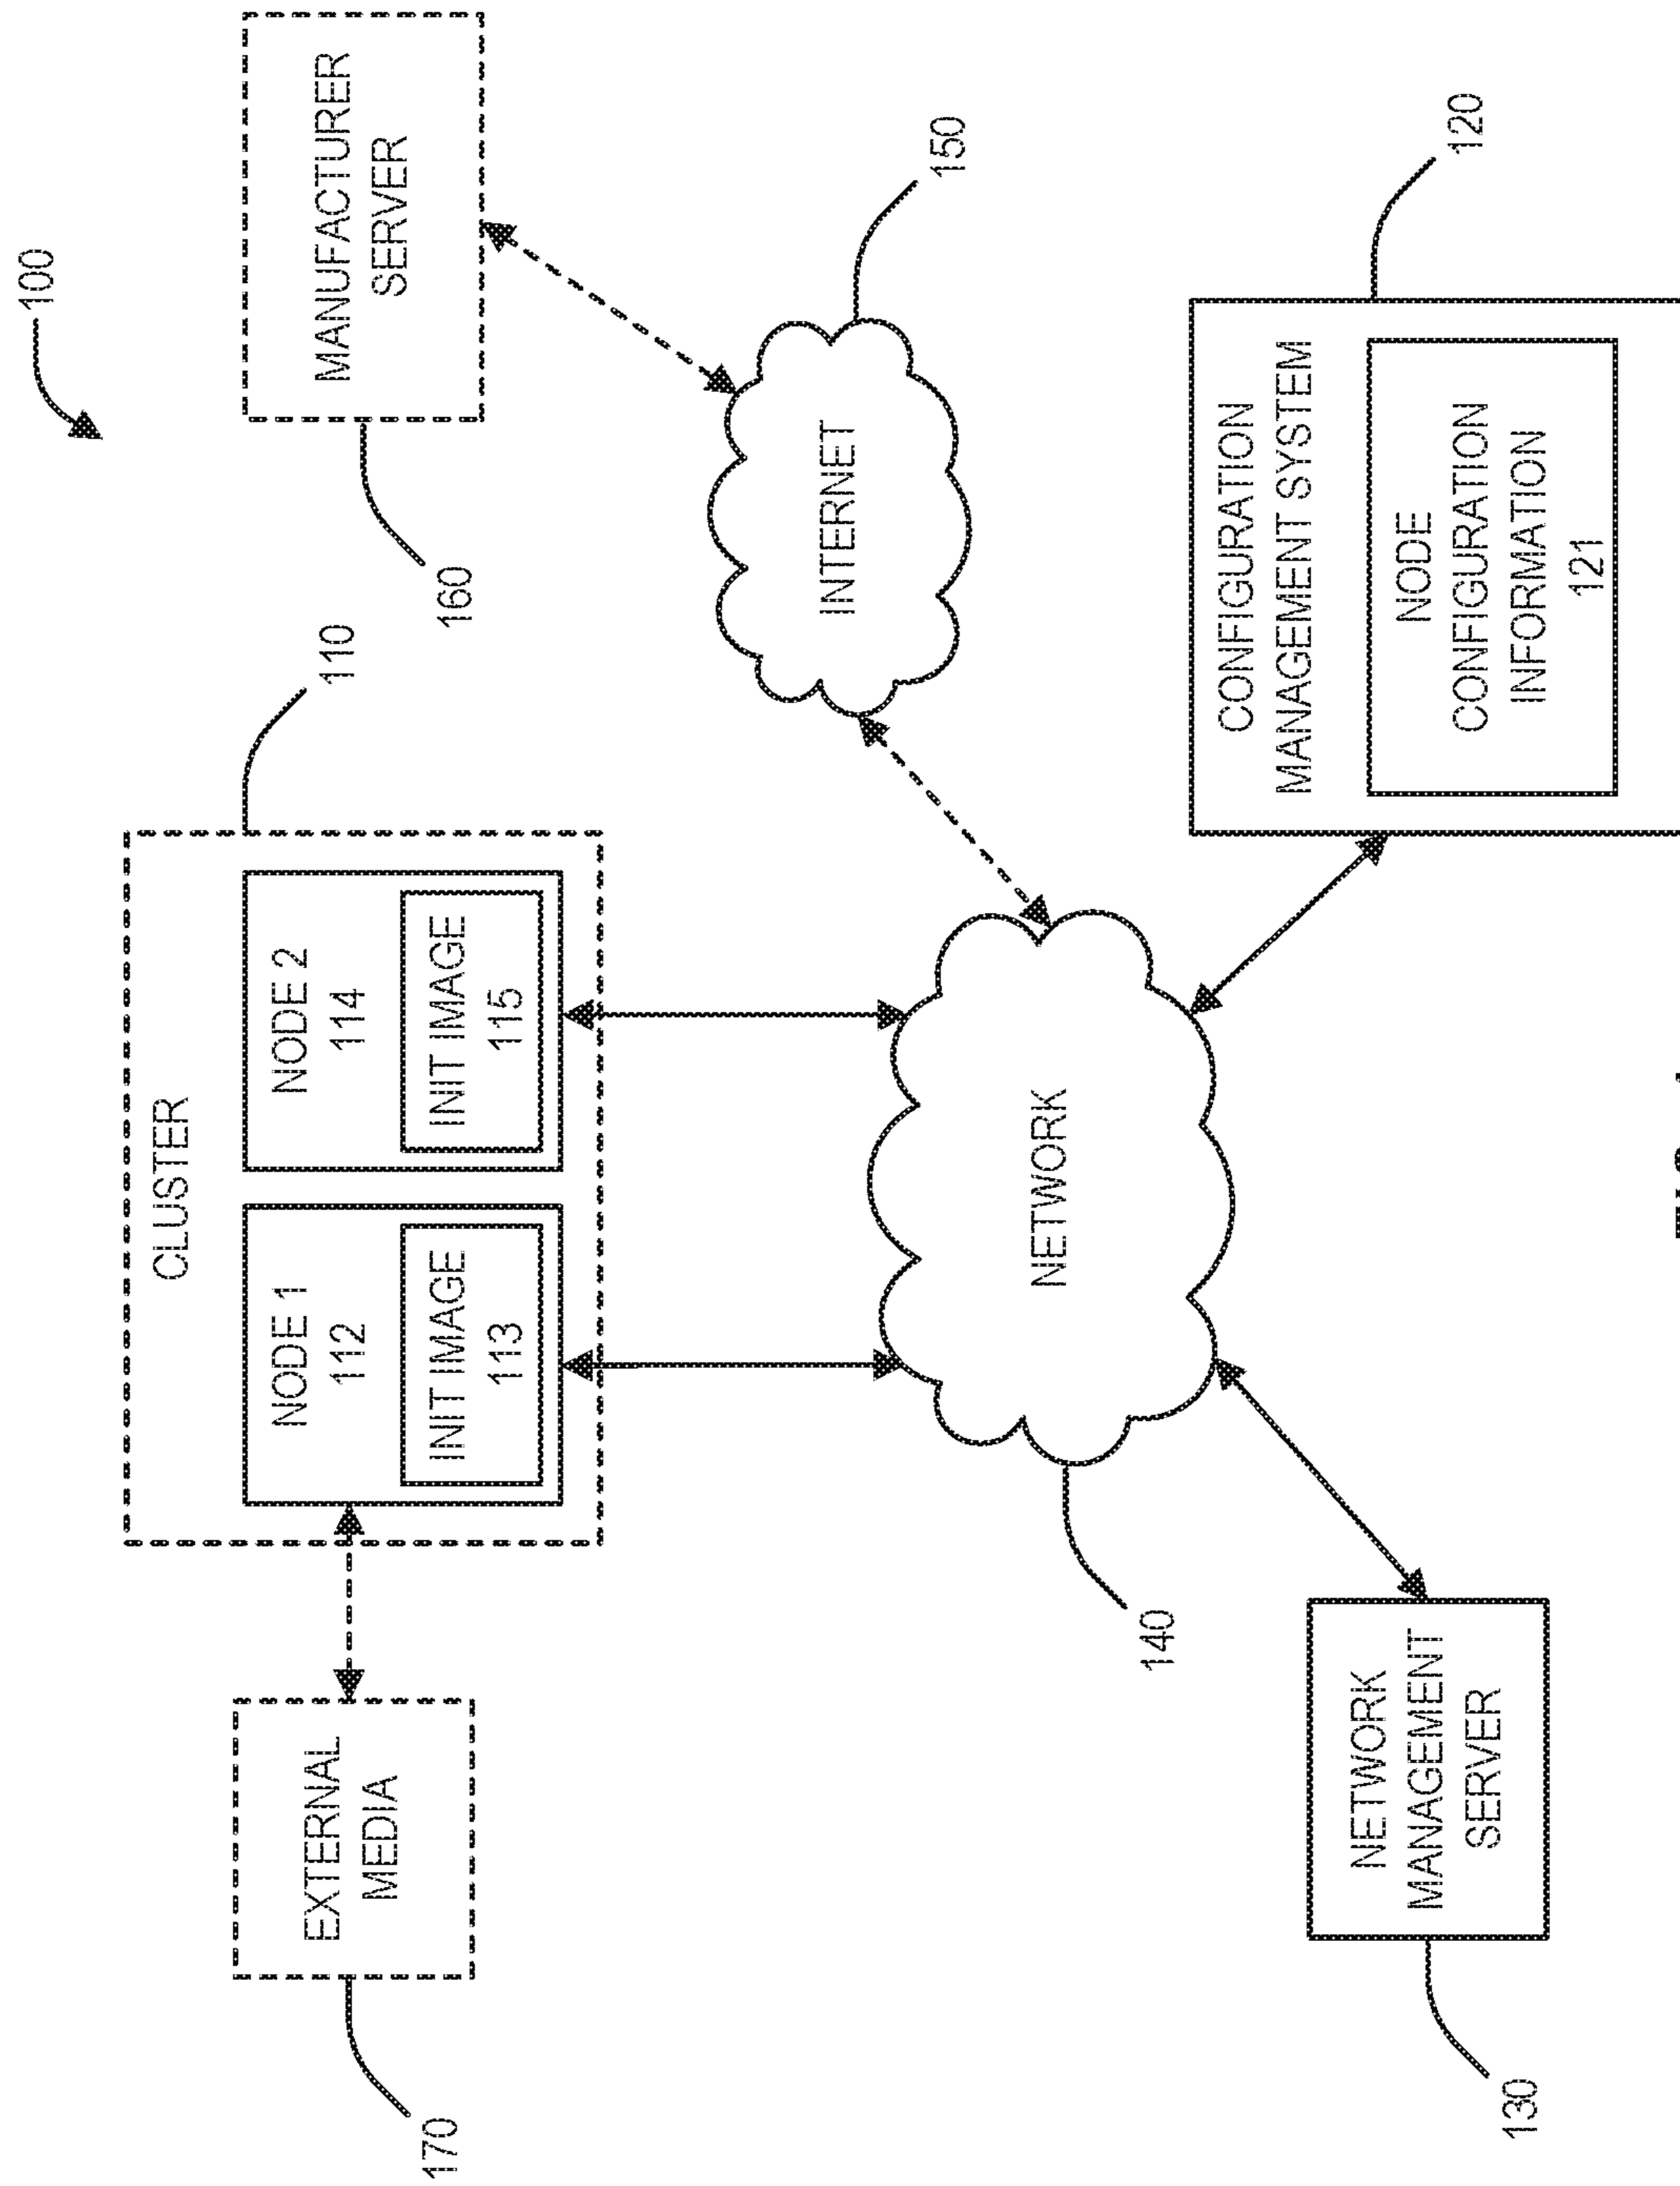 100
CLUSTER
110
EXTERNAL
MEDIA
170
NODE 1
112
INIT IMAGE
113
NODE 2
114
INIT IMAGE
115
MANUFACTURER
SERVER
160
INTERNET
150
NETWORK
140
NETWORK
MANAGEMENT
SERVER
130
CONFIGURATION
MANAGEMENT SYSTEM
120
NODE
CONFIGURATION
INFORMATION
121